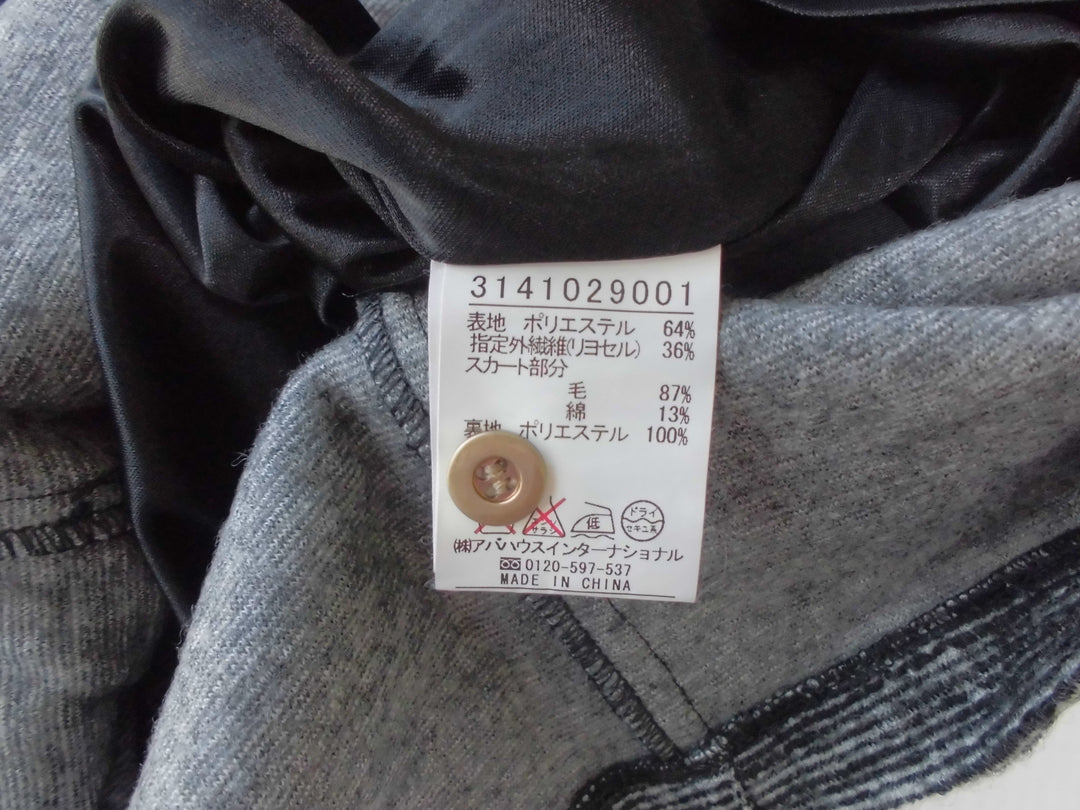 3141029001
表地 ポリエステル 64%
指定外繊維(リヨセル) 36%
スカート部分
毛 87%
綿 13%
裏地 ポリエステル 100%
サラシ 低 ドライ
セキユ系
(株)アバハウスインターナショナル
0120-597-537
MADE IN CHINA